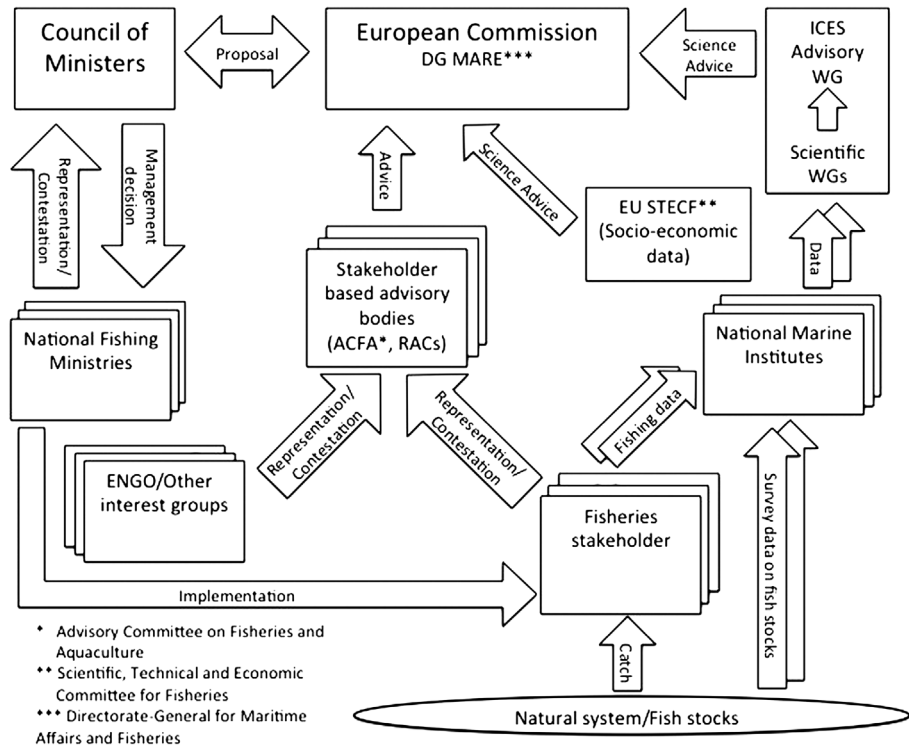 Council of
Ministers
Proposal
European Commission
DG MARE***
Science
Advice
ICES
Advisory
WG
Scientific
WGs
Representation/
Contestation
Management
decision
Advice
Science Advice
EU STECF**
(Socio-economic
data)
Data
Stakeholder
based advisory
bodies
(ACFA*, RACs)
National Fishing
Ministries
National Marine
Institutes
Representation/
Contestation
Representation/
Contestation
Fishing data
ENGO/Other
interest groups
Fisheries
stakeholder
Survey data on fish stocks
Implementation
Catch
Natural system/Fish stocks
* Advisory Committee on Fisheries and
Aquaculture
** Scientific, Technical and Economic
Committee for Fisheries
*** Directorate-General for Maritime
Affairs and Fisheries